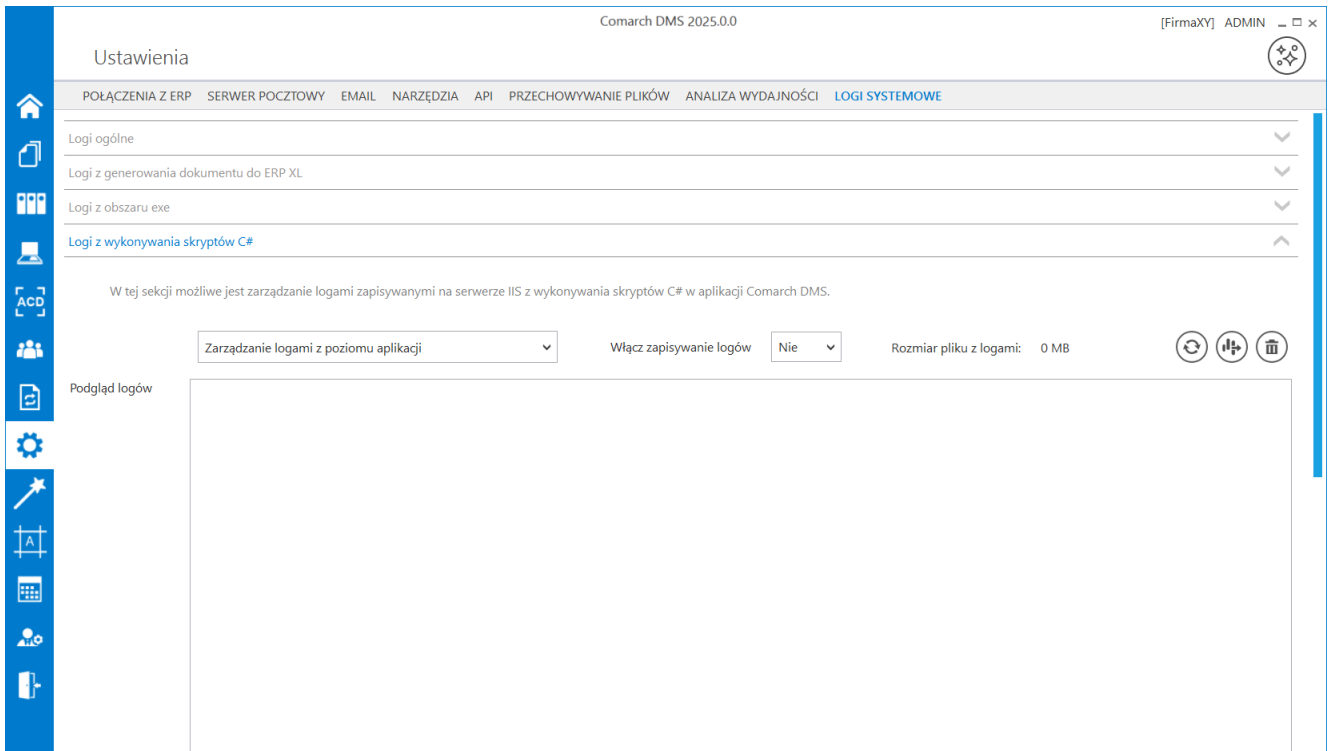 Comarch DMS 2025.0.0
[FirmaXY] ADMIN
Ustawienia
POŁĄCZENIA Z ERP SERWER POCZTOWY EMAIL NARZĘDZIA API PRZECHOWYWANIE PLIKÓW ANALIZA WYDAJNOŚCI LOGI SYSTEMOWE
Logi ogólne
Logi z generowania dokumentu do ERP XL
Logi z obszaru exe
Logi z wykonywania skryptów C#
W tej sekcji możliwe jest zarządzanie logami zapisywanymi na serwerze IIS z wykonywania skryptów C# w aplikacji Comarch DMS.
Zarządzanie logami z poziomu aplikacji Włącz zapisywanie logów Nie Rozmiar pliku z logami: 0 MB
Podgląd logów
ACD
A